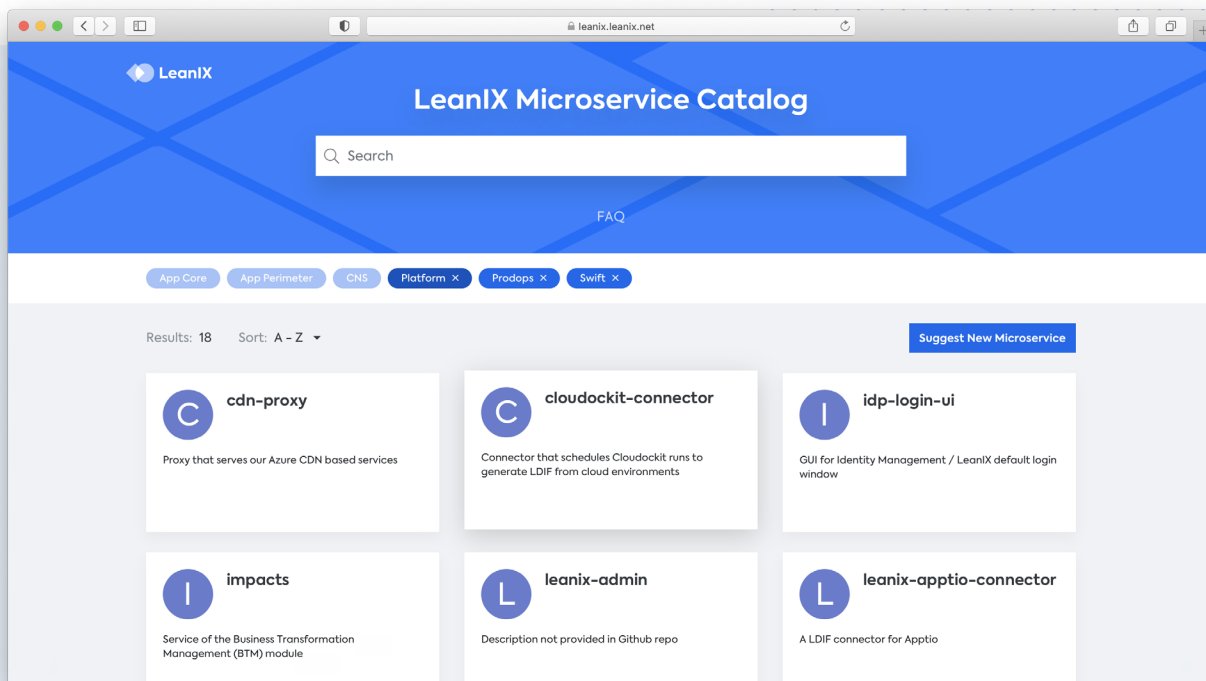 leanix.leanix.net
LeanIX
LeanIX Microservice Catalog
Search
FAQ
App Core App Perimeter CNS Platform × Prodops × Swift ×
Results: 18 Sort: A - Z Suggest New Microservice
C
cdn-proxy
Proxy that serves our Azure CDN based services
C
cloudockit-connector
Connector that schedules Cloudockit runs to
generate LDIF from cloud environments
I
idp-login-ui
GUI for Identity Management / LeanIX default login
window
I
impacts
Service of the Business Transformation
Management (BTM) module
L
leanix-admin
Description not provided in Github repo
L
leanix-apptio-connector
A LDIF connector for Apptio